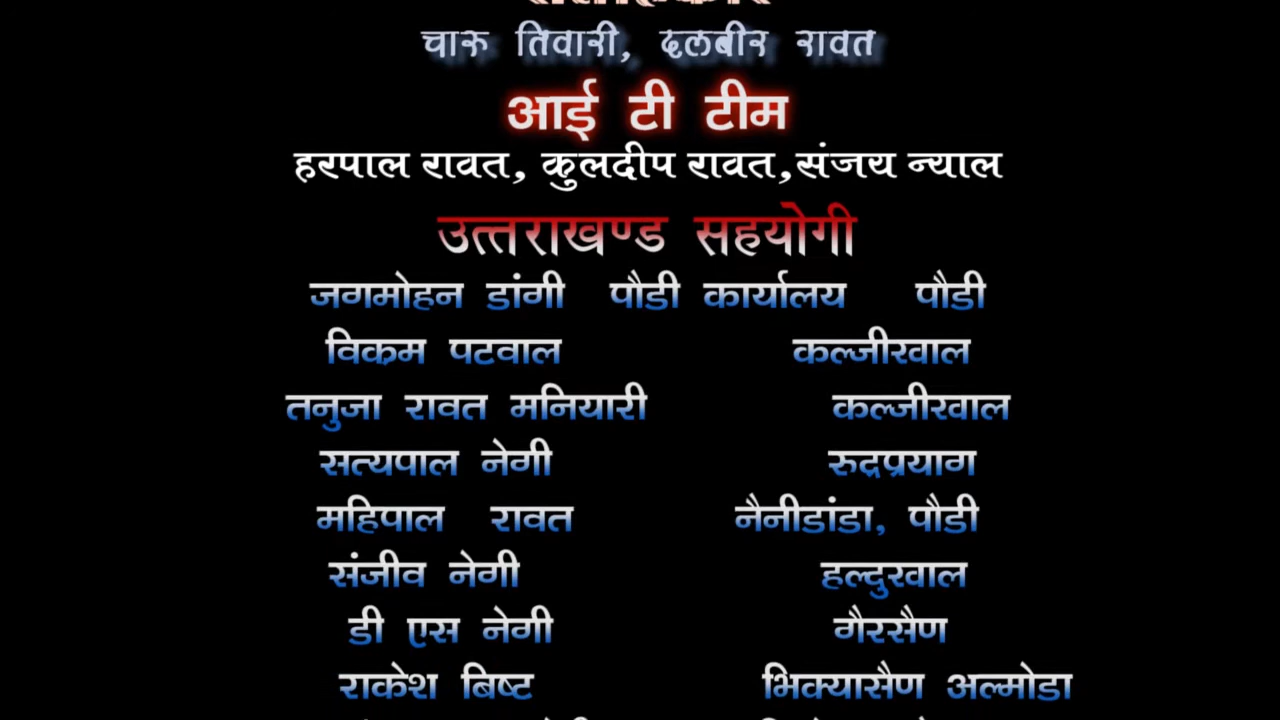 चारु तिवारी, दलबीर रावत
आई टी टीम
हरपाल रावत, कुलदीप रावत,संजय न्याल
उत्तराखण्ड सहयोगी
जगमोहन डांगी पौडी कार्यालय पौडी
विकम पटवाल कल्जीखाल
तनुजा रावत मनियारी कल्जीखाल
सत्यपाल नेगी रुद्रप्रयाग
महिपाल रावत नैनीडांडा, पौडी
संजीव नेगी हल्दुखाल
डी एस नेगी गैरसैण
राकेश बिष्ट भिक्यासैण अल्मोडा